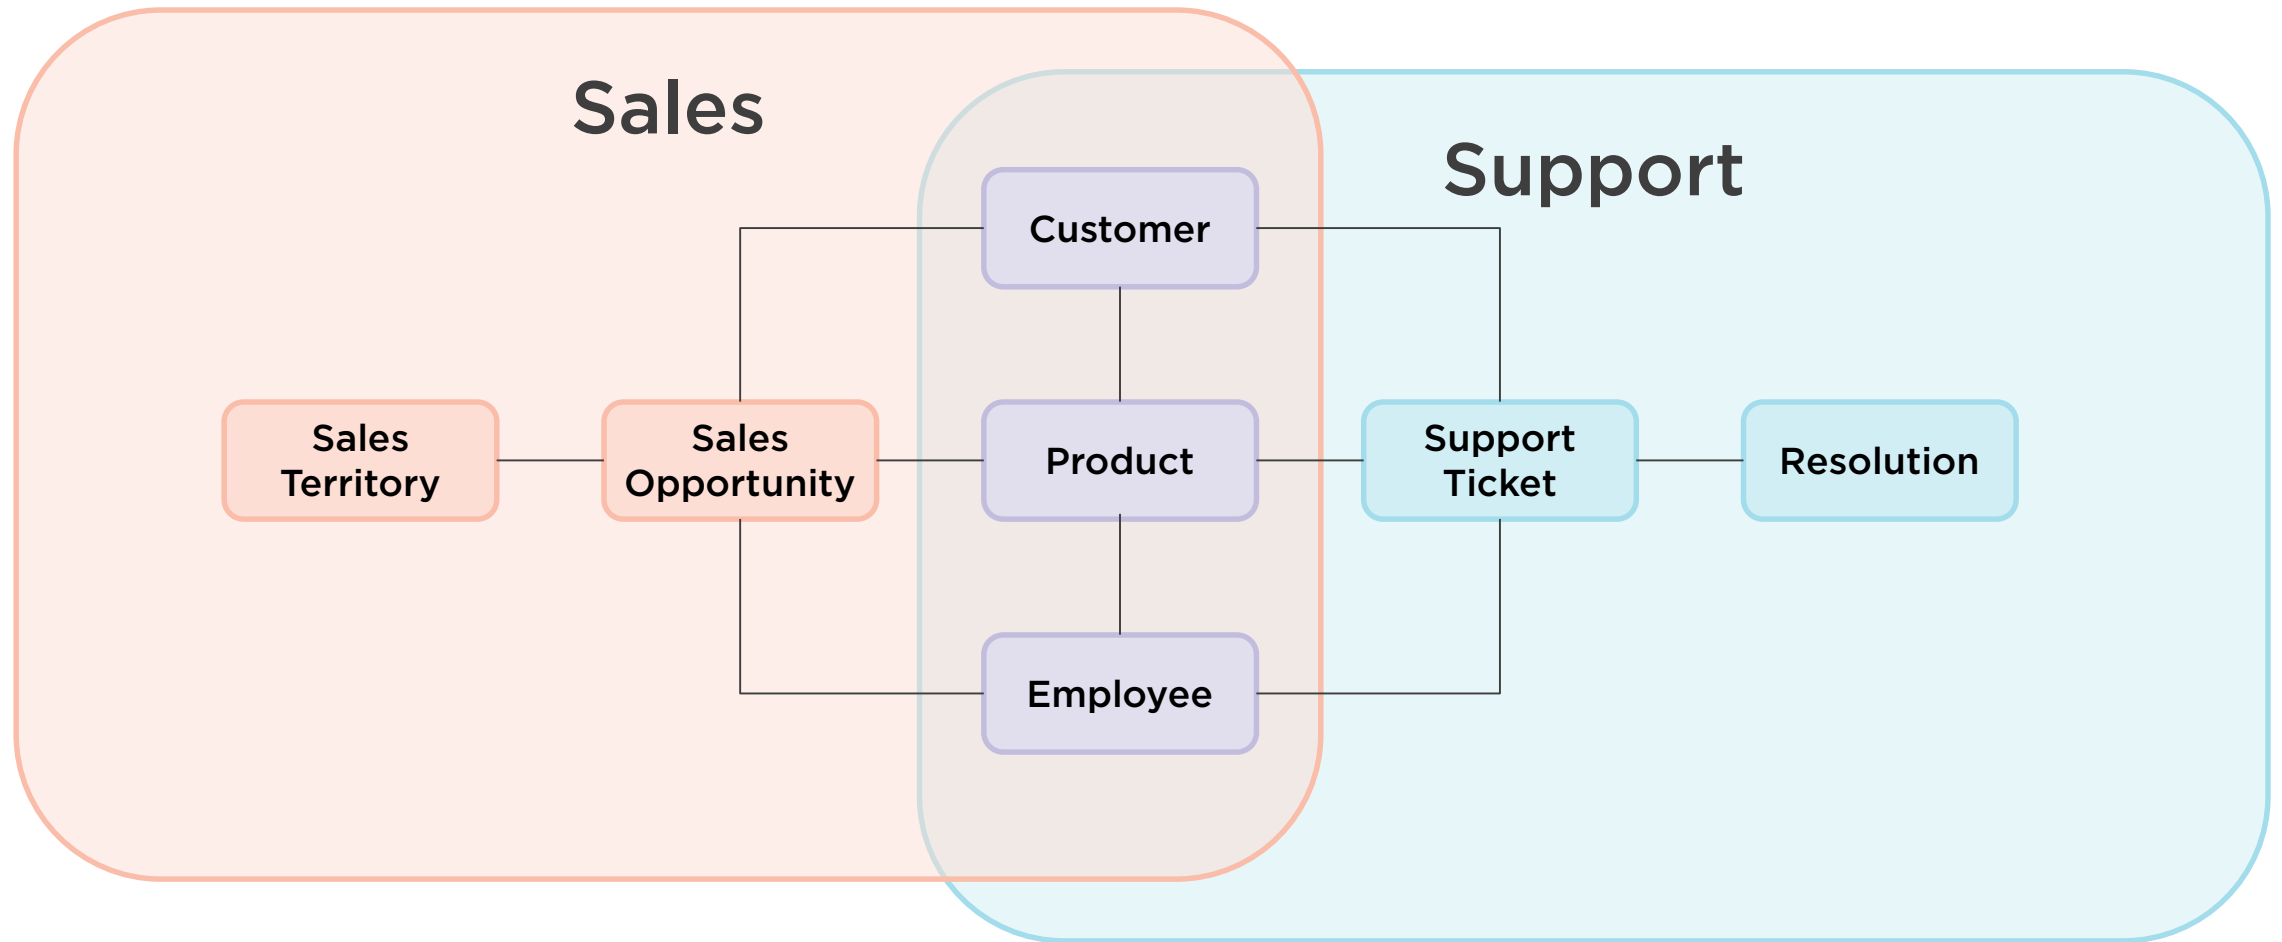 Sales
Support
Customer
Sales
Territory
Sales
Opportunity
Product
Support
Ticket
Resolution
Employee